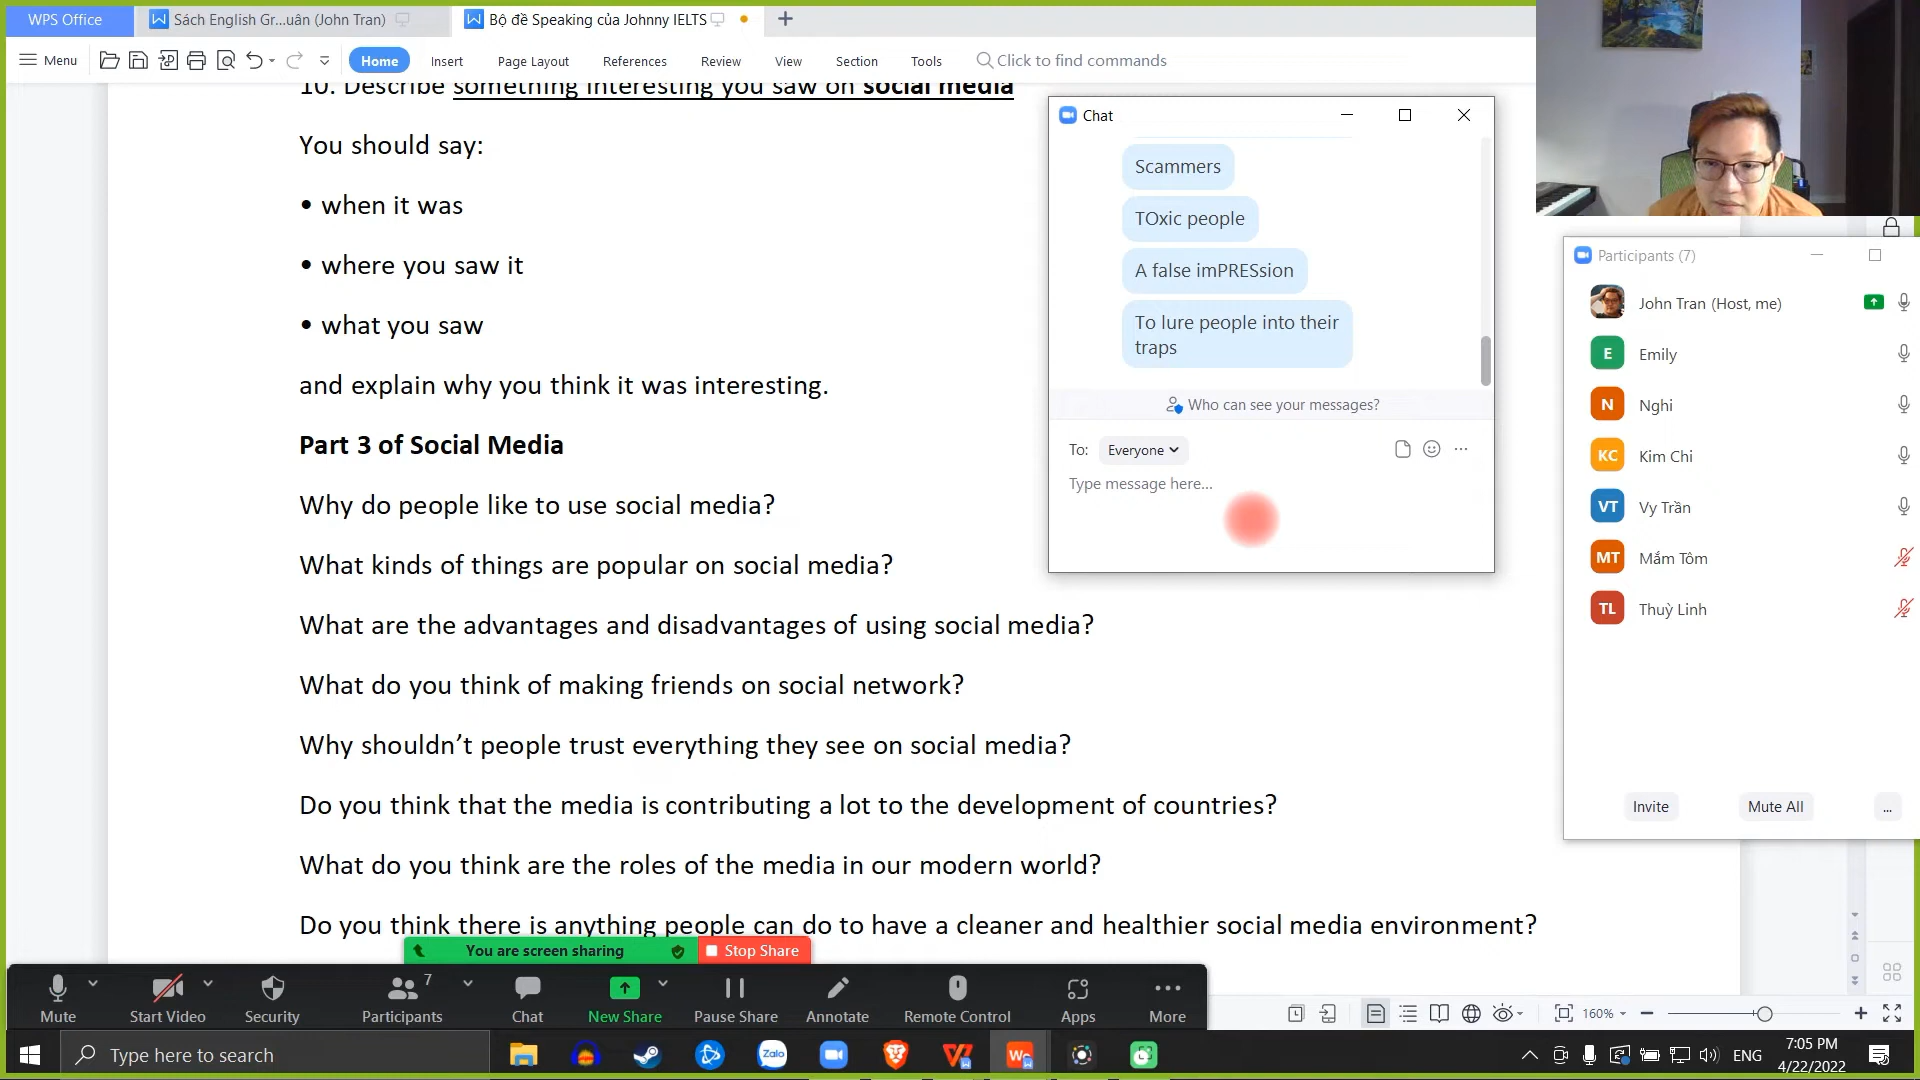 WPS Office
Sách English Gr...uân (John Tran)
Bộ đề Speaking của Johnny IELTS
Menu
Home
Insert
Page Layout
References
Review
View
Section
Tools
Click to find commands
10. Describe something interesting you saw on social media
You should say:
• when it was
• where you saw it
• what you saw
and explain why you think it was interesting.
Part 3 of Social Media
Why do people like to use social media?
What kinds of things are popular on social media?
What are the advantages and disadvantages of using social media?
What do you think of making friends on social network?
Why shouldn’t people trust everything they see on social media?
Do you think that the media is contributing a lot to the development of countries?
What do you think are the roles of the media in our modern world?
Do you think there is anything people can do to have a cleaner and healthier social media environment?
Chat
Scammers
TOxic people
A false imPRESsion
To lure people into their
traps
Who can see your messages?
To: Everyone
Type message here...
Participants (7)
John Tran (Host, me)
E Emily
N Nghi
KC Kim Chi
VT Vy Trần
MT Mắm Tôm
TL Thuỳ Linh
Invite
Mute All
...
You are screen sharing
Stop Share
Mute
Start Video
Security
7
Participants
Chat
New Share
Pause Share
Annotate
Remote Control
Apps
More
160%
Type here to search
Zalo
ENG
7:05 PM
4/22/2022